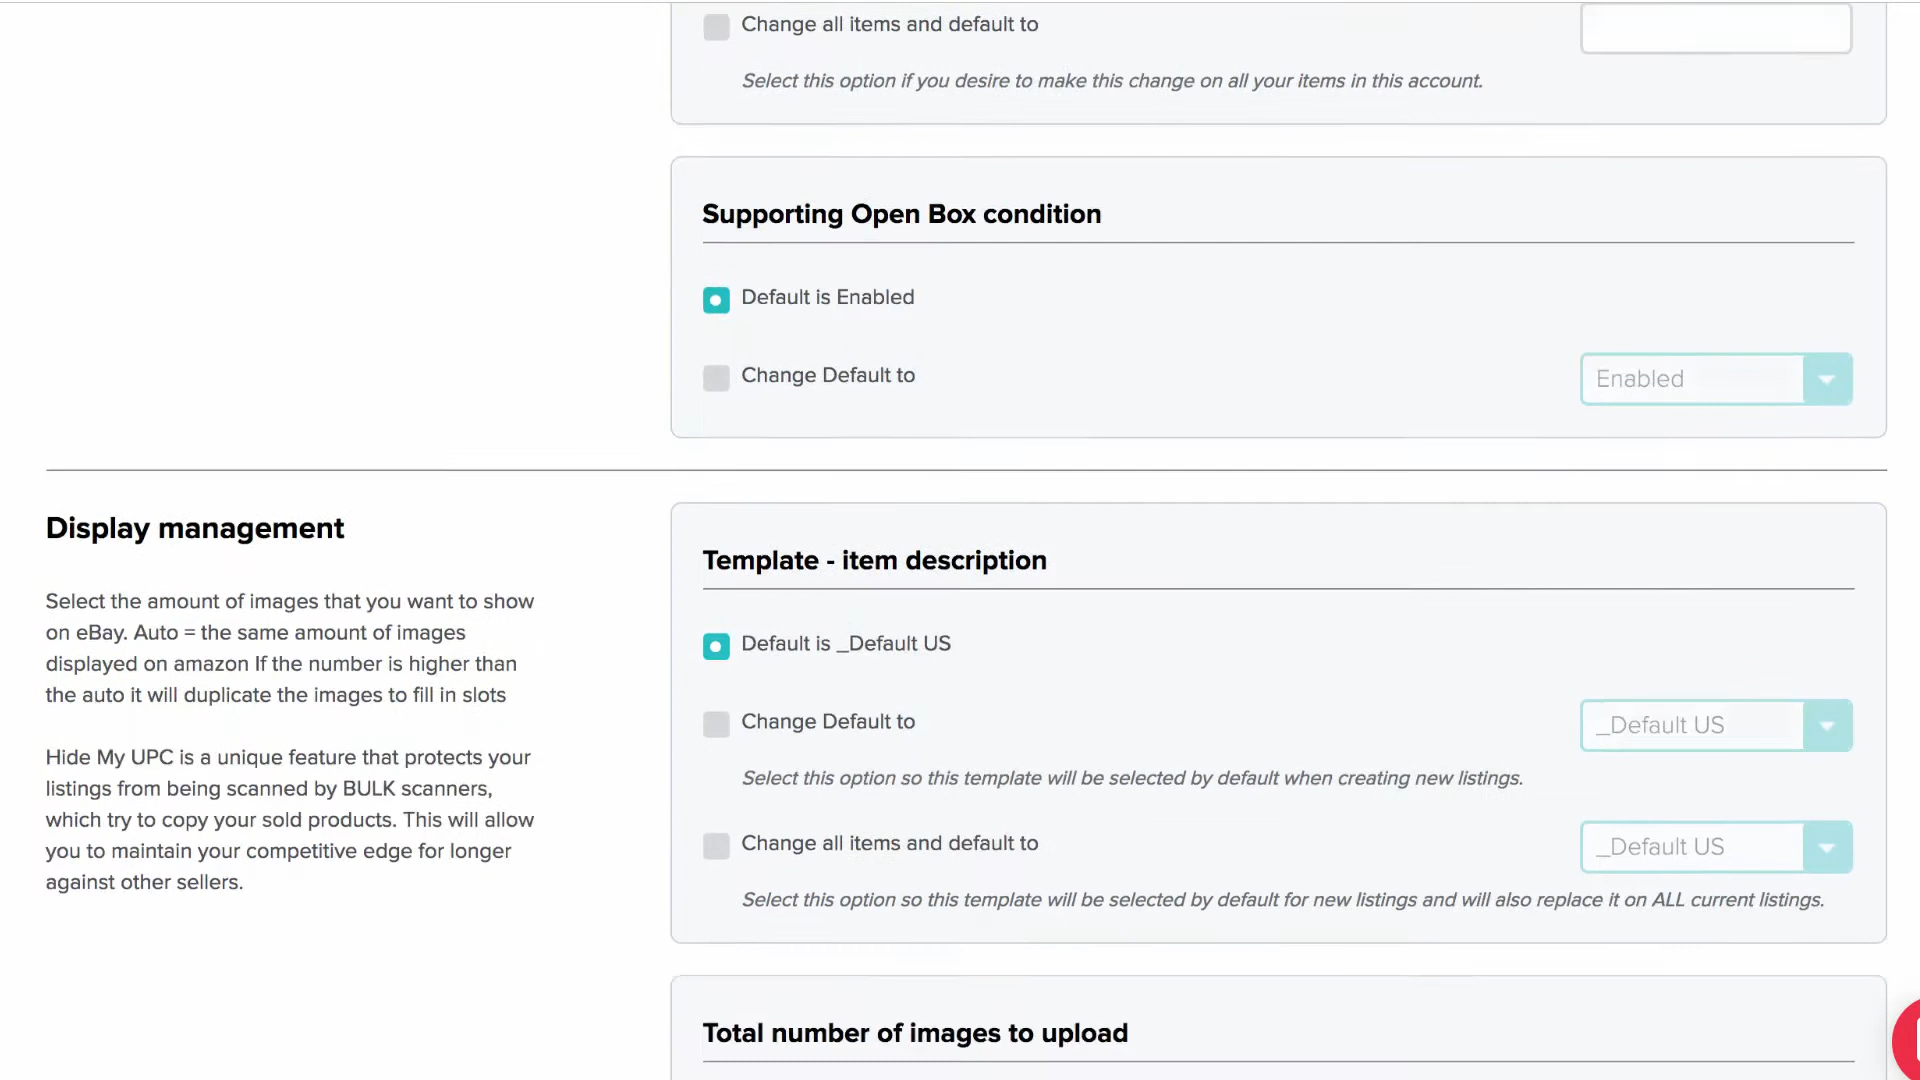 Change all items and default to
Select this option if you desire to make this change on all your items in this account.
Supporting Open Box condition
Default is Enabled
Change Default to
Enabled
Display management
Select the amount of images that you want to show
on eBay. Auto = the same amount of images
displayed on amazon If the number is higher than
the auto it will duplicate the images to fill in slots
Hide My UPC is a unique feature that protects your
listings from being scanned by BULK scanners,
which try to copy your sold products. This will allow
you to maintain your competitive edge for longer
against other sellers.
Template - item description
Default is _Default US
Change Default to
_Default US
Select this option so this template will be selected by default when creating new listings.
Change all items and default to
_Default US
Select this option so this template will be selected by default for new listings and will also replace it on ALL current listings.
Total number of images to upload